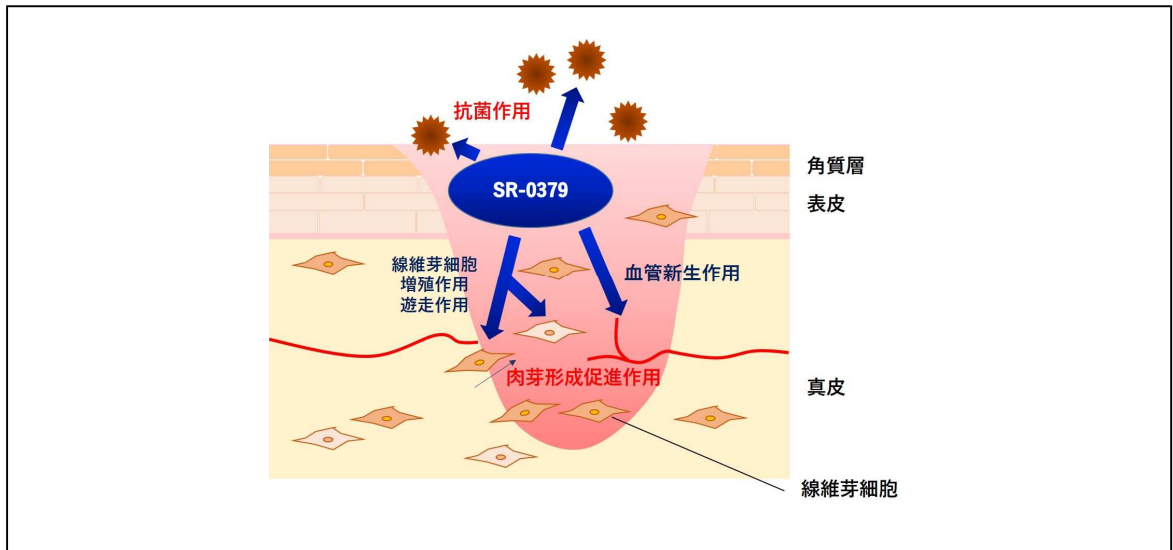 抗菌作用
SR-0379
角質層
表皮
線維芽細胞
増殖作用
遊走作用
血管新生作用
肉芽形成促進作用
真皮
線維芽細胞